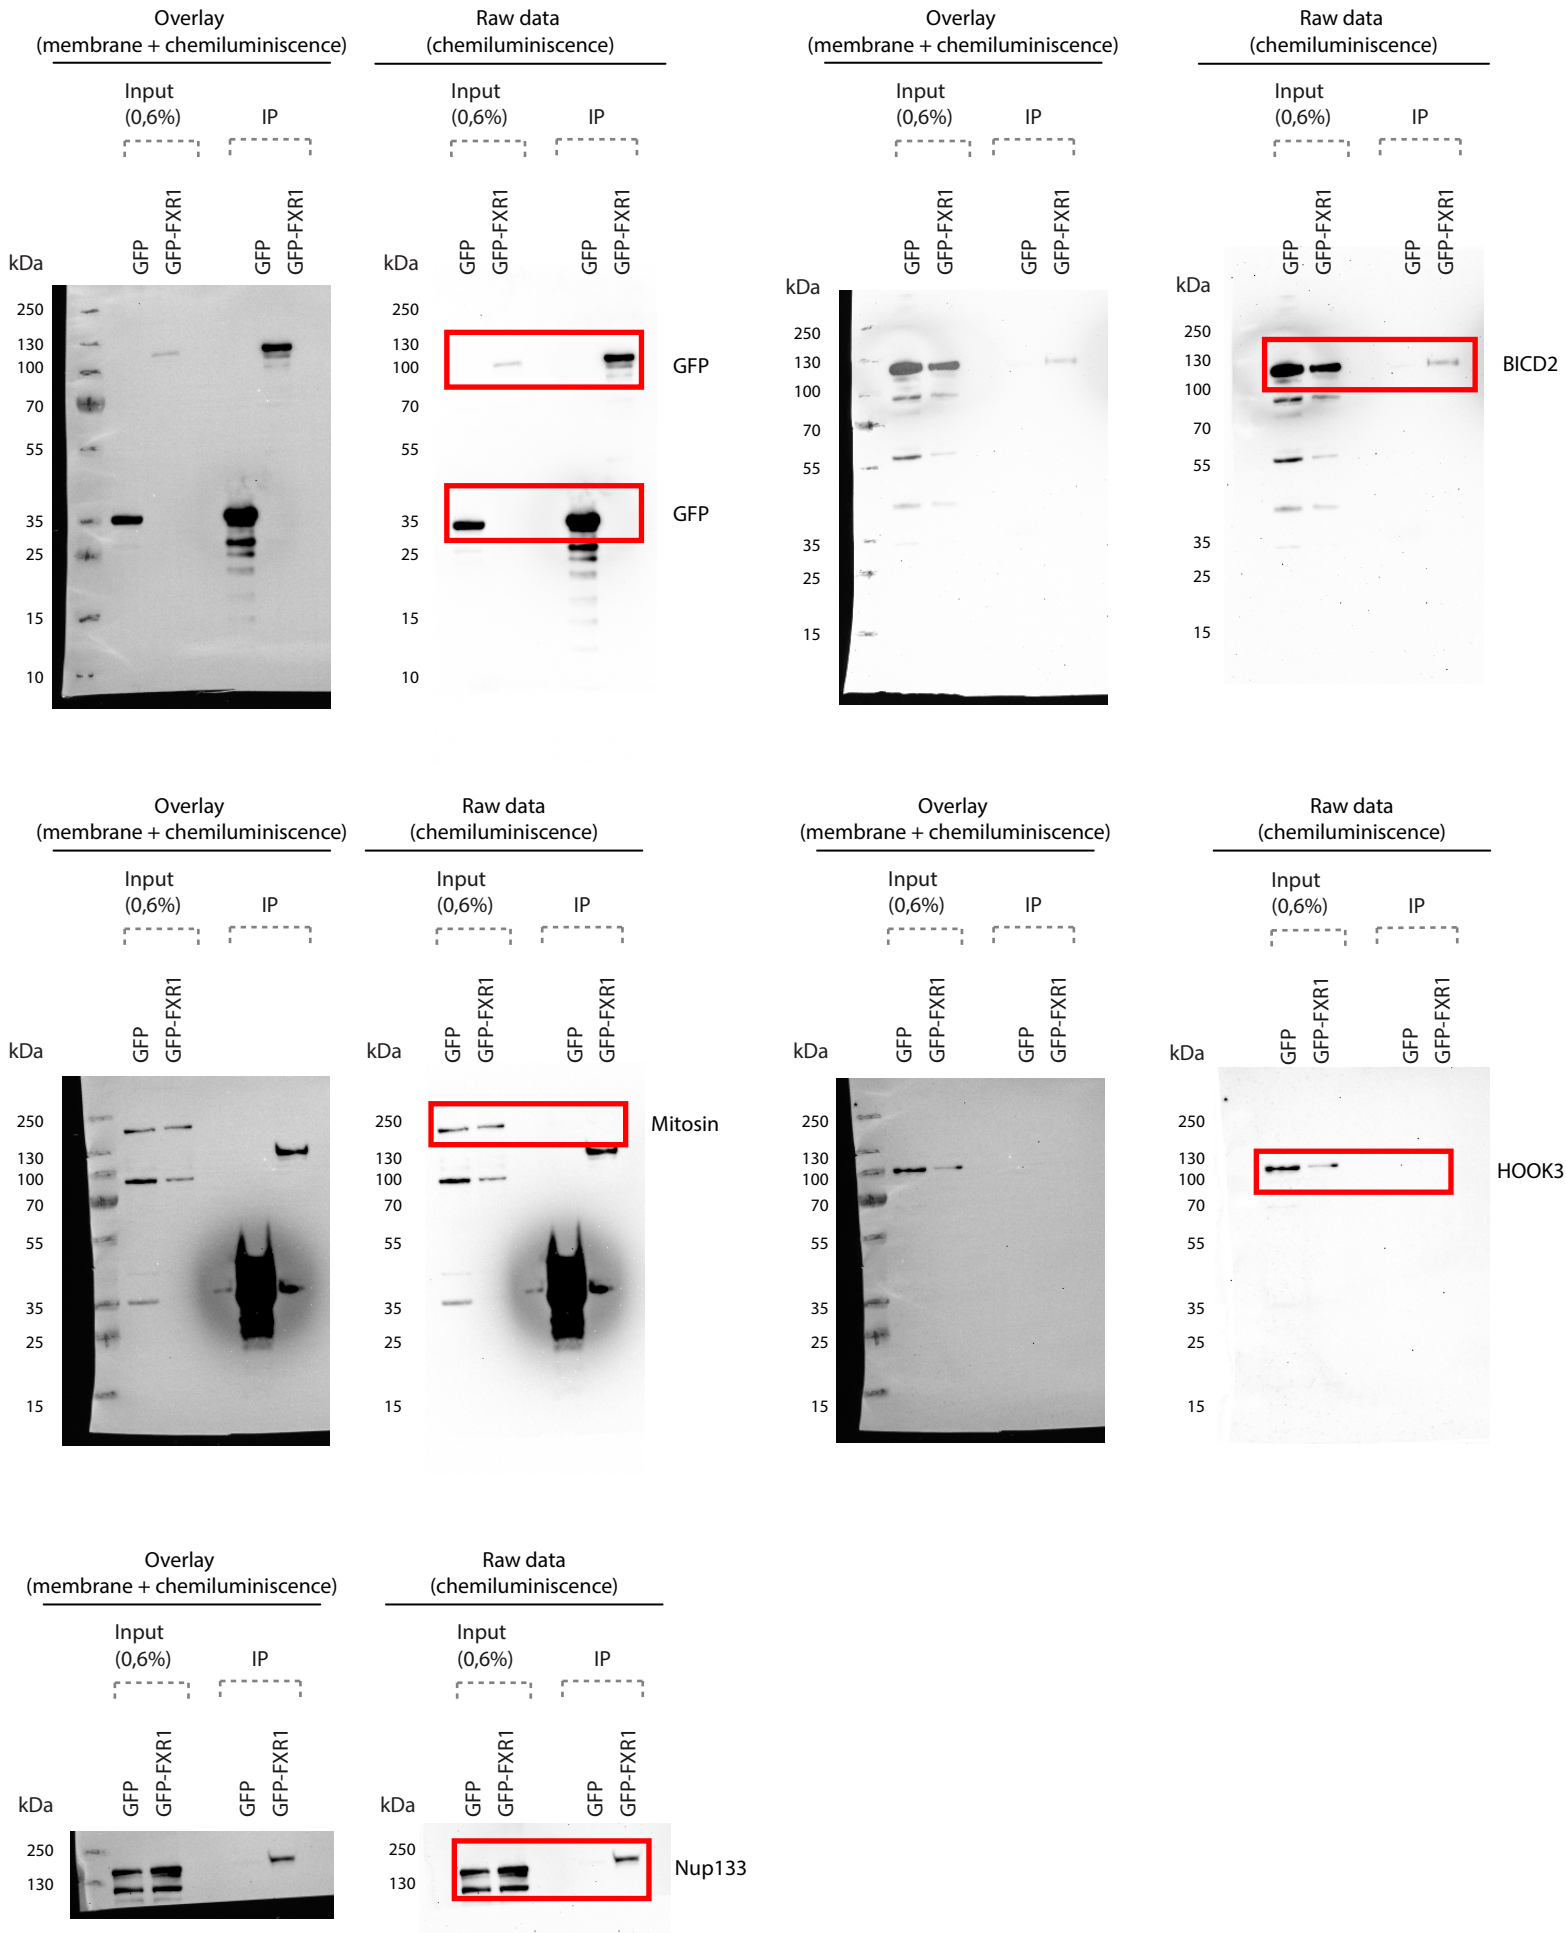 Overlay
(membrane + chemiluminiscence)
Input
(0,6%)
IP
GFP
GFP-FXR1
GFP
GFP-FXR1
kDa
250
130
100
70
55
35
25
15
10
Raw data
(chemiluminiscence)
Input
(0,6%)
IP
GFP
GFP-FXR1
GFP
GFP-FXR1
kDa
250
130
100
70
55
35
25
15
10
GFP
GFP
Overlay
(membrane + chemiluminiscence)
Input
(0,6%)
IP
GFP
GFP-FXR1
GFP
GFP-FXR1
kDa
250
130
100
70
55
35
25
15
Raw data
(chemiluminiscence)
Input
(0,6%)
IP
GFP
GFP-FXR1
GFP
GFP-FXR1
kDa
250
130
100
70
55
35
25
15
BICD2
Overlay
(membrane + chemiluminiscence)
Input
(0,6%)
IP
GFP
GFP-FXR1
kDa
250
130
100
70
55
35
25
15
Raw data
(chemiluminiscence)
Input
(0,6%)
IP
GFP
GFP-FXR1
GFP
GFP-FXR1
kDa
250
130
100
70
55
35
25
15
Mitosin
Overlay
(membrane + chemiluminiscence)
Input
(0,6%)
IP
GFP
GFP-FXR1
GFP
GFP-FXR1
kDa
250
130
100
70
55
35
25
15
Raw data
(chemiluminiscence)
Input
(0,6%)
IP
GFP
GFP-FXR1
GFP
GFP-FXR1
kDa
250
130
100
70
55
35
25
15
HOOK3
Overlay
(membrane + chemiluminiscence)
Input
(0,6%)
IP
GFP
GFP-FXR1
GFP
GFP-FXR1
kDa
250
130
Raw data
(chemiluminiscence)
Input
(0,6%)
IP
GFP
GFP-FXR1
GFP
GFP-FXR1
kDa
250
130
Nup133